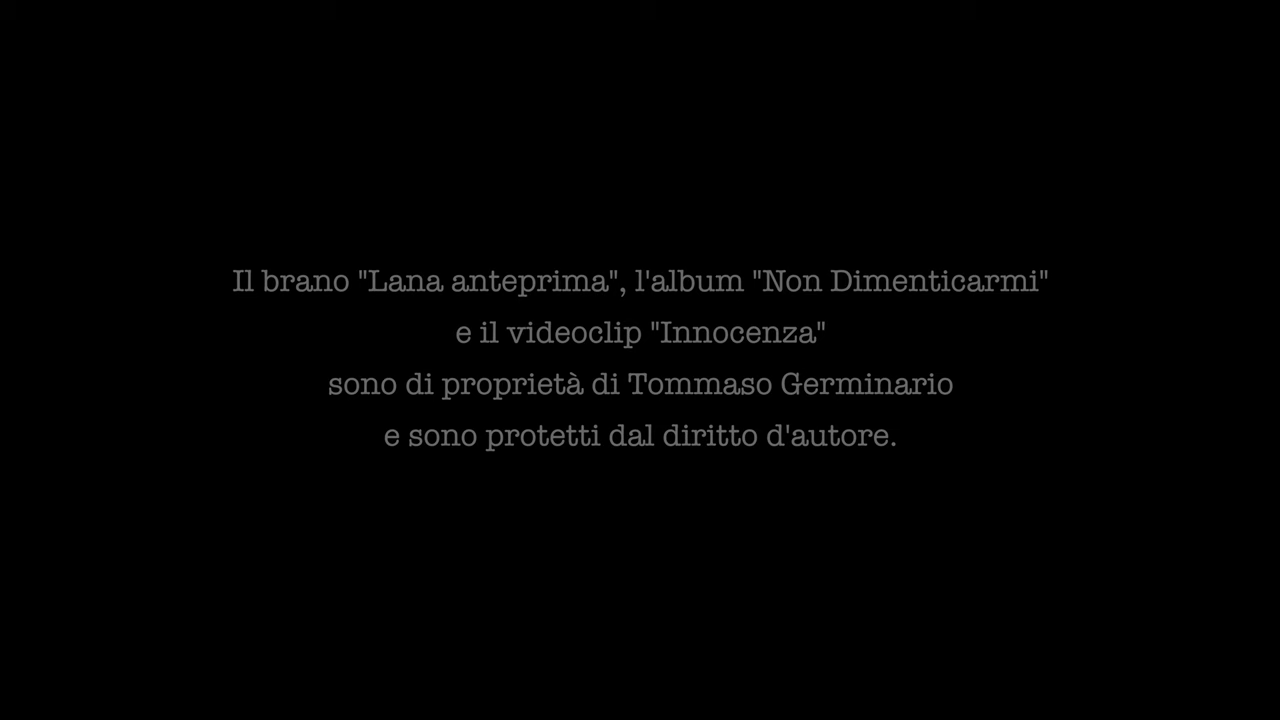 Il brano "Lana anteprima", l'album "Non Dimenticarmi"
e il videoclip "Innocenza"
sono di proprietà di Tommaso Germinario
e sono protetti dal diritto d'autore.